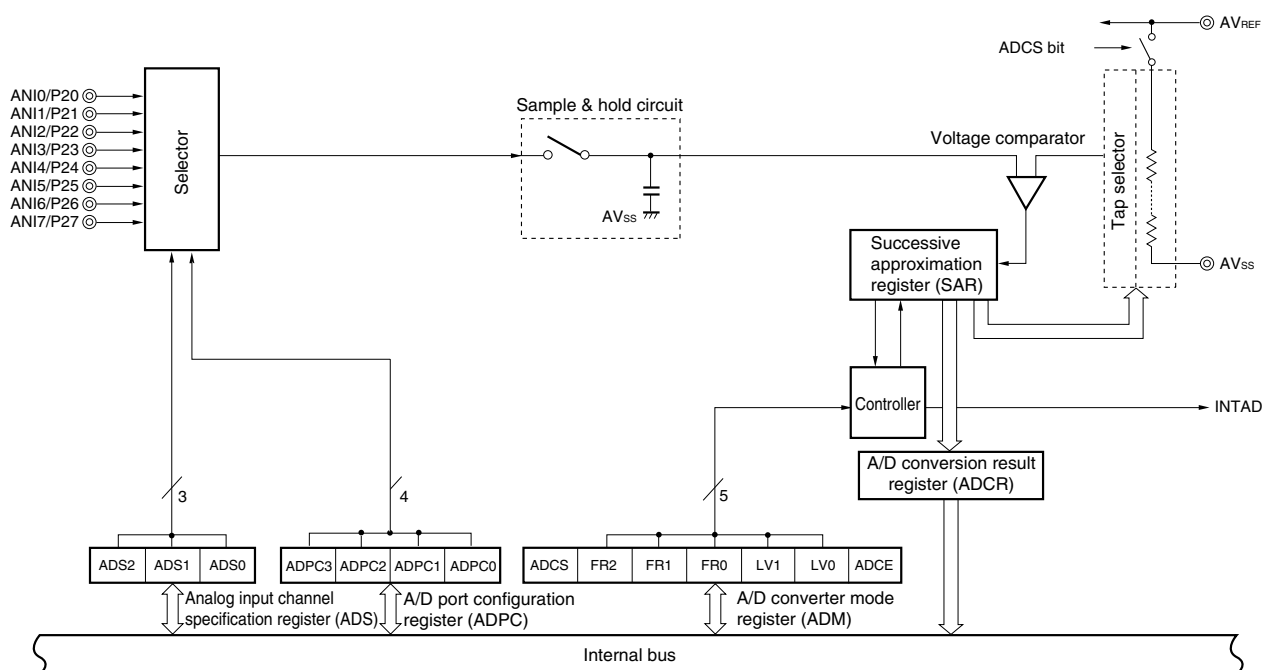 AVREF
ADCS bit
ANI0/P20
ANI1/P21
ANI2/P22
ANI3/P23
ANI4/P24
ANI5/P25
ANI6/P26
ANI7/P27
Selector
Sample & hold circuit
AVSS
Voltage comparator
Tap selector
AVSS
Successive
approximation
register (SAR)
Controller
INTAD
A/D conversion result
register (ADCR)
3
4
5
ADS2 ADS1 ADS0
ADPC3 ADPC2 ADPC1 ADPC0
ADCS FR2 FR1 FR0 LV1 LV0 ADCE
Analog input channel
specification register (ADS)
A/D port configuration
register (ADPC)
A/D converter mode
register (ADM)
Internal bus